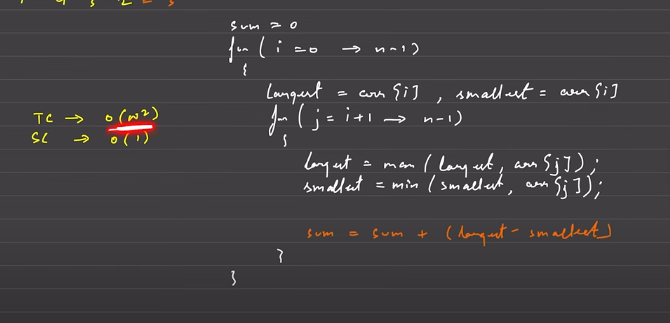 sum = 0
for ( i = 0 → n-1)
{
largest = arr[i] , smallest = arr[i]
for ( j = i+1 → n-1)
{
largest = max ( largest, arr[j] ) ;
smallest = min ( smallest, arr[j] ) ;
sum = sum + ( largest - smallest )
}
}
TC → O(n²)
SC → O(1)